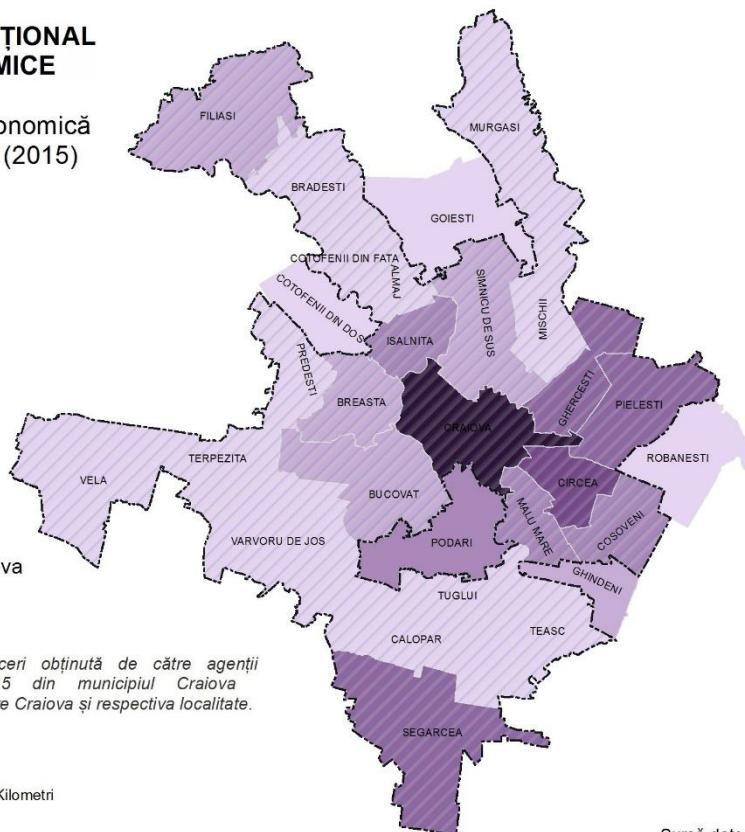 ȚIONAL
MICE
onomică
(2015)
FILIASI
MURGASI
BRADESTI
GOIESTI
COTOFENII DIN FATA
ALMAJ
COTOFENII DIN DOS
SIMNICU DE SUS
MISCHII
ISALNITA
PREDESTI
GHERCESTI
BREASTA
PIELESTI
CRAIOVA
ROBANESTI
TERPEZITA
VELA
CIRCEA
BUCOVAT
MALU MARE
COSOVENI
VARVORU DE JOS
PODARI
va
GHINDENI
TUGLUI
TEASC
CALOPAR
ceri obținută de către agenții
5 din municipiul Craiova
e Craiova și respectiva localitate.
SEGARCEA
Kilometri